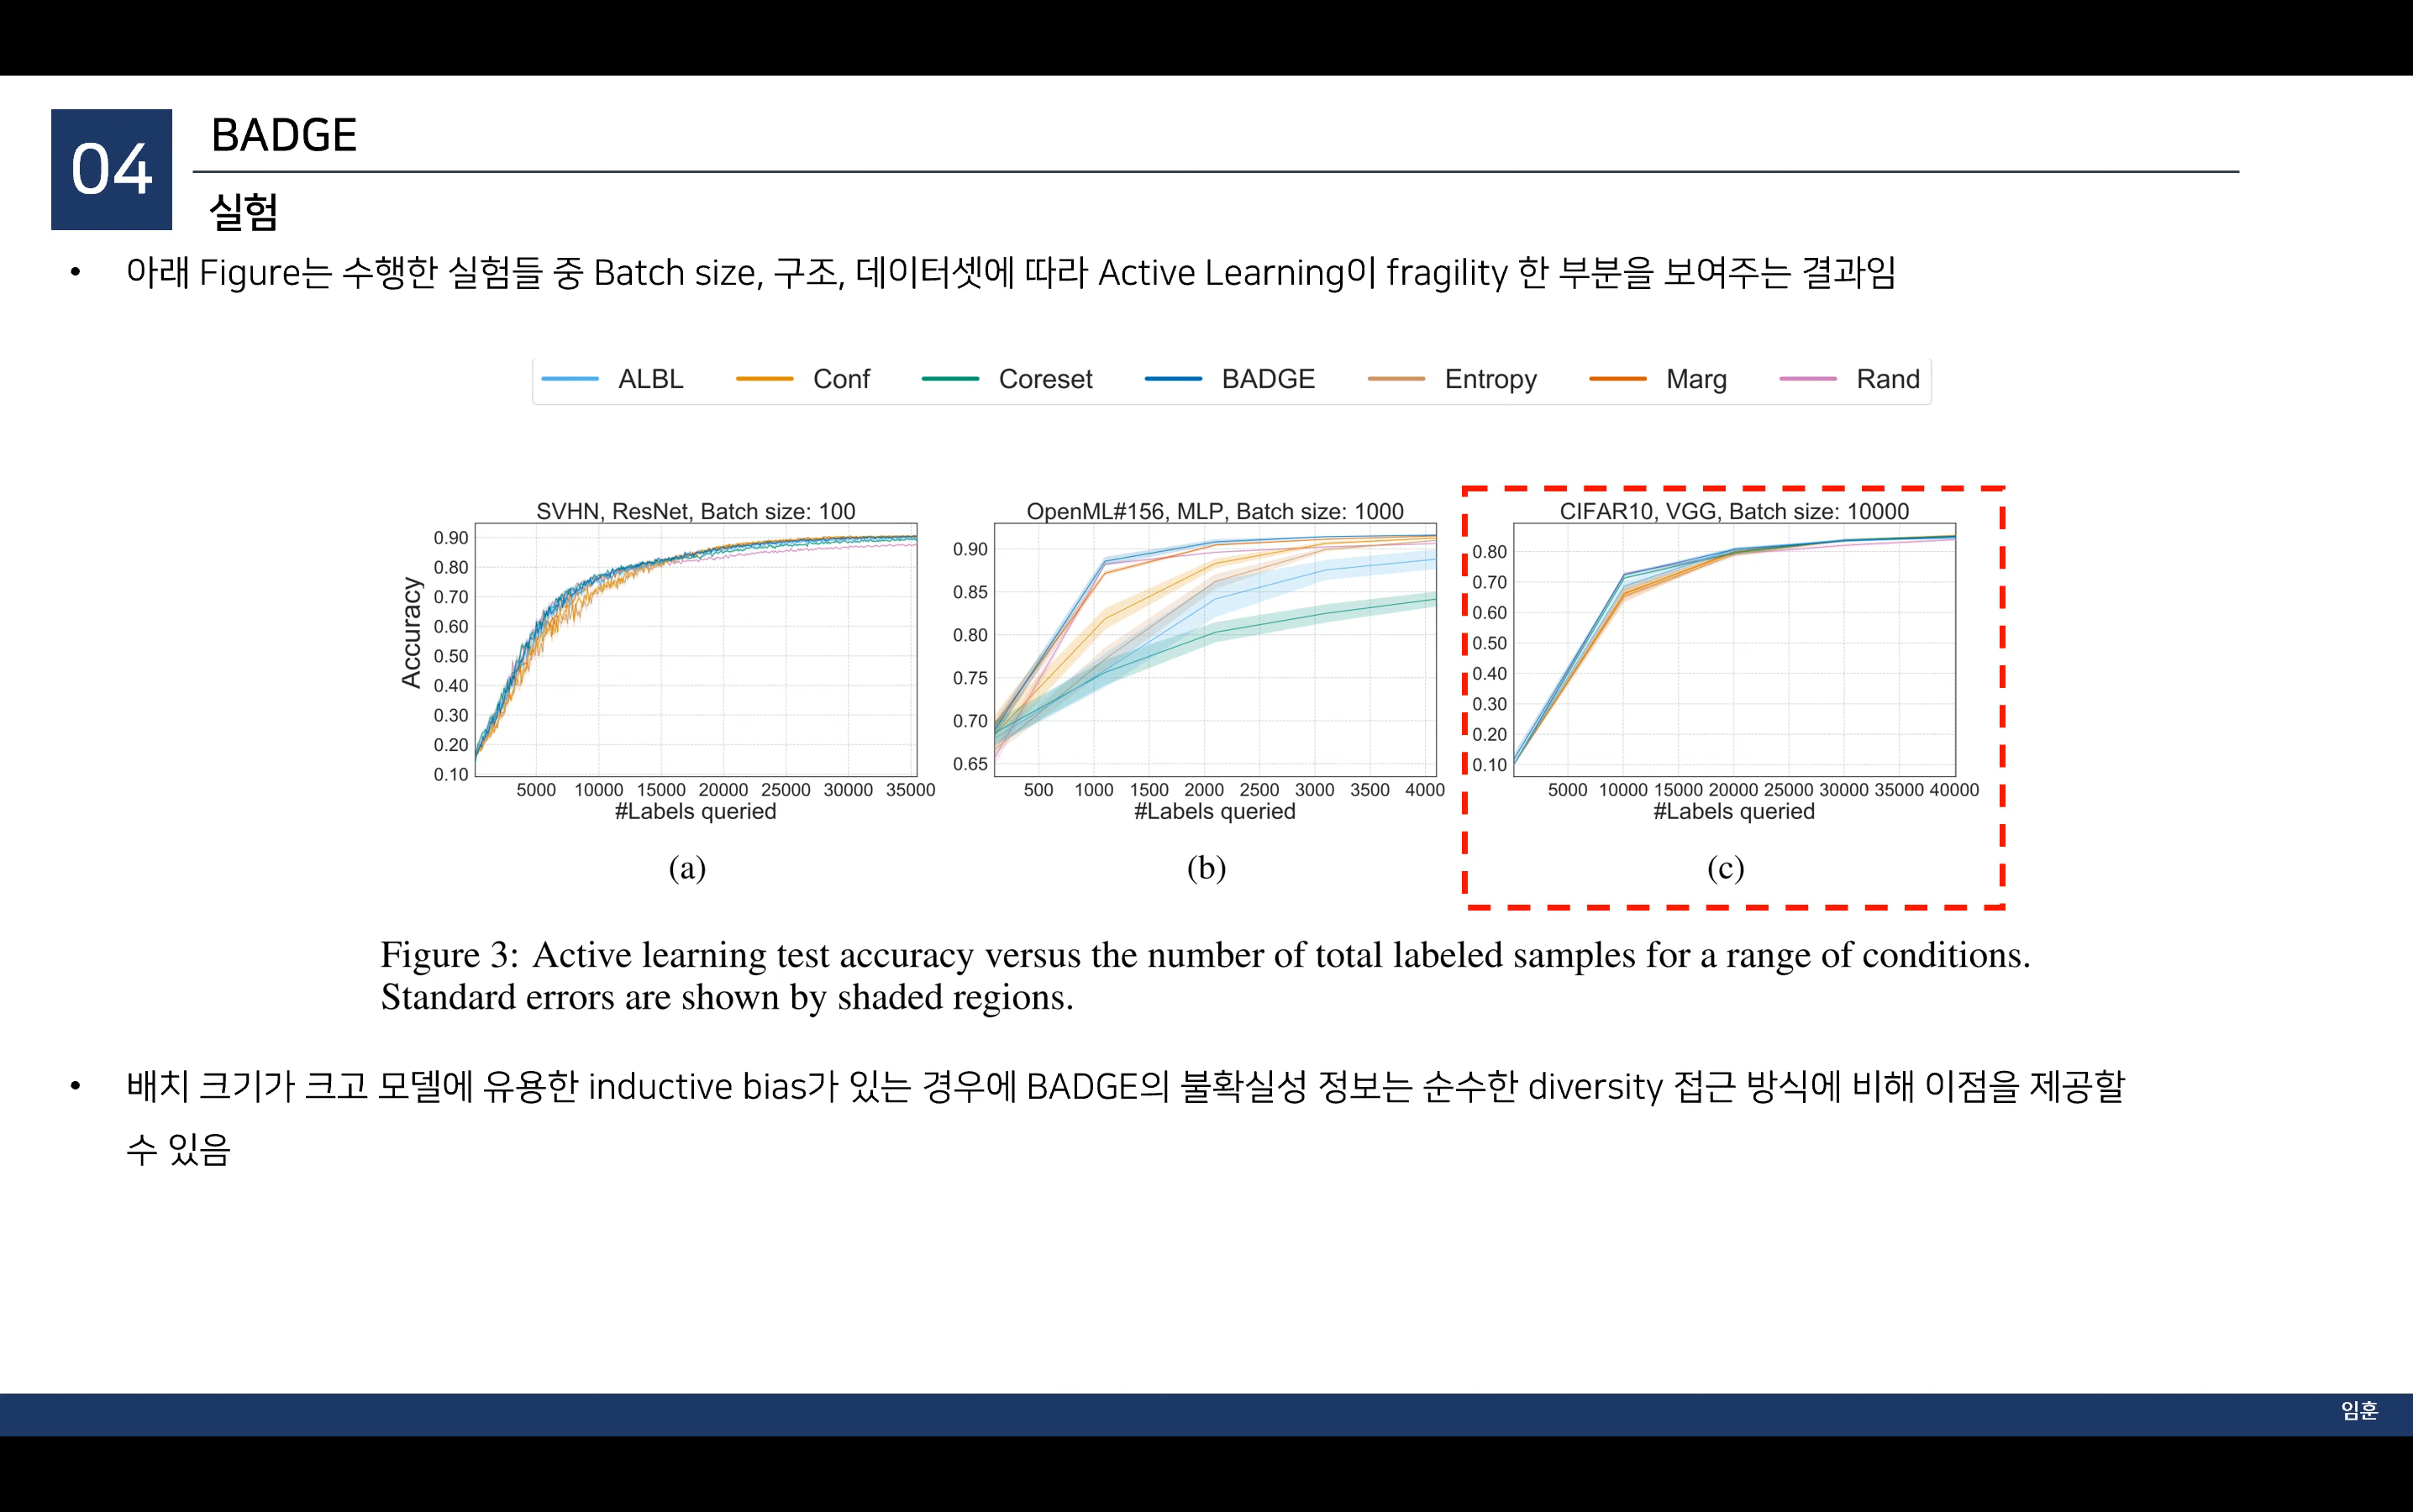 04
BADGE
실험
• 아래 Figure는 수행한 실험들 중 Batch size, 구조, 데이터셋에 따라 Active Learning이 fragility 한 부분을 보여주는 결과임
ALBL Conf Coreset BADGE Entropy Marg Rand
SVHN, ResNet, Batch size: 100
Accuracy
0.90
0.80
0.70
0.60
0.50
0.40
0.30
0.20
0.10
5000 10000 15000 20000 25000 30000 35000
#Labels queried
(a)
OpenML#156, MLP, Batch size: 1000
0.90
0.85
0.80
0.75
0.70
0.65
500 1000 1500 2000 2500 3000 3500 4000
#Labels queried
(b)
CIFAR10, VGG, Batch size: 10000
0.80
0.70
0.60
0.50
0.40
0.30
0.20
0.10
5000 10000 15000 20000 25000 30000 35000 40000
#Labels queried
(c)
Figure 3: Active learning test accuracy versus the number of total labeled samples for a range of conditions.
Standard errors are shown by shaded regions.
• 배치 크기가 크고 모델에 유용한 inductive bias가 있는 경우에 BADGE의 불확실성 정보는 순수한 diversity 접근 방식에 비해 이점을 제공할
수 있음
임훈